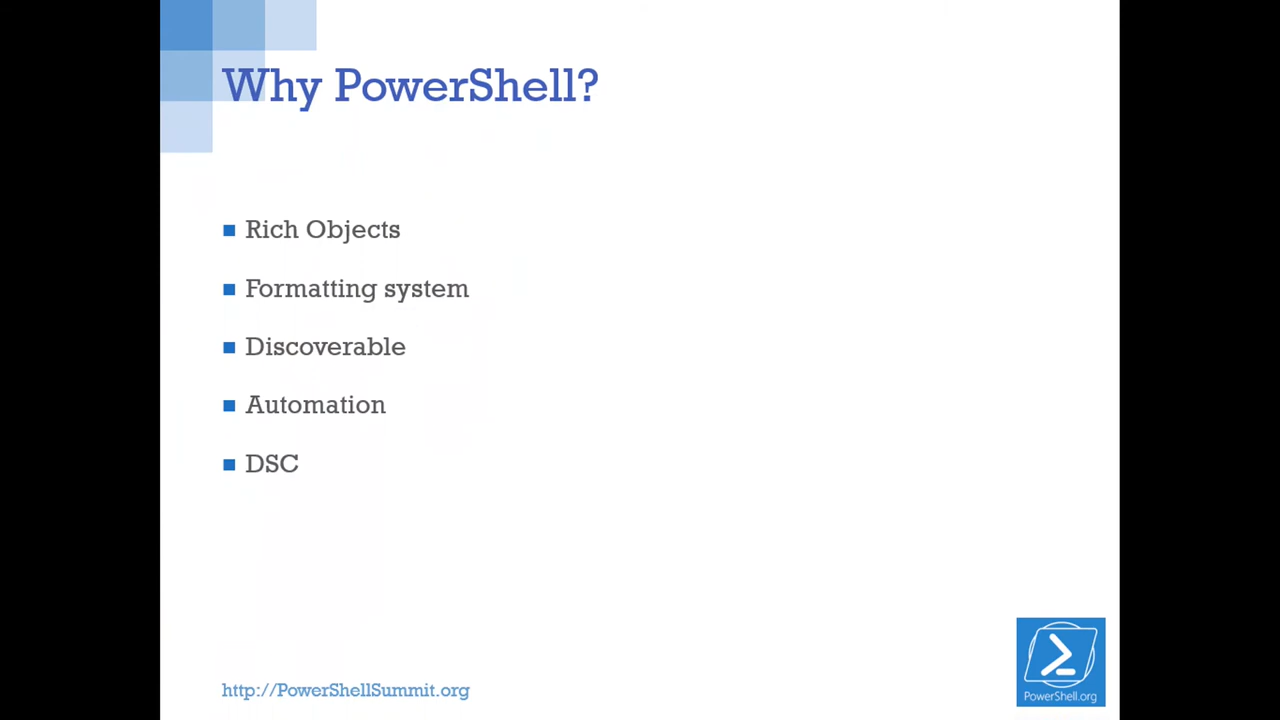 Why PowerShell?
Rich Objects
Formatting system
Discoverable
Automation
DSC
http://PowerShellSummit.org
PowerShell.org